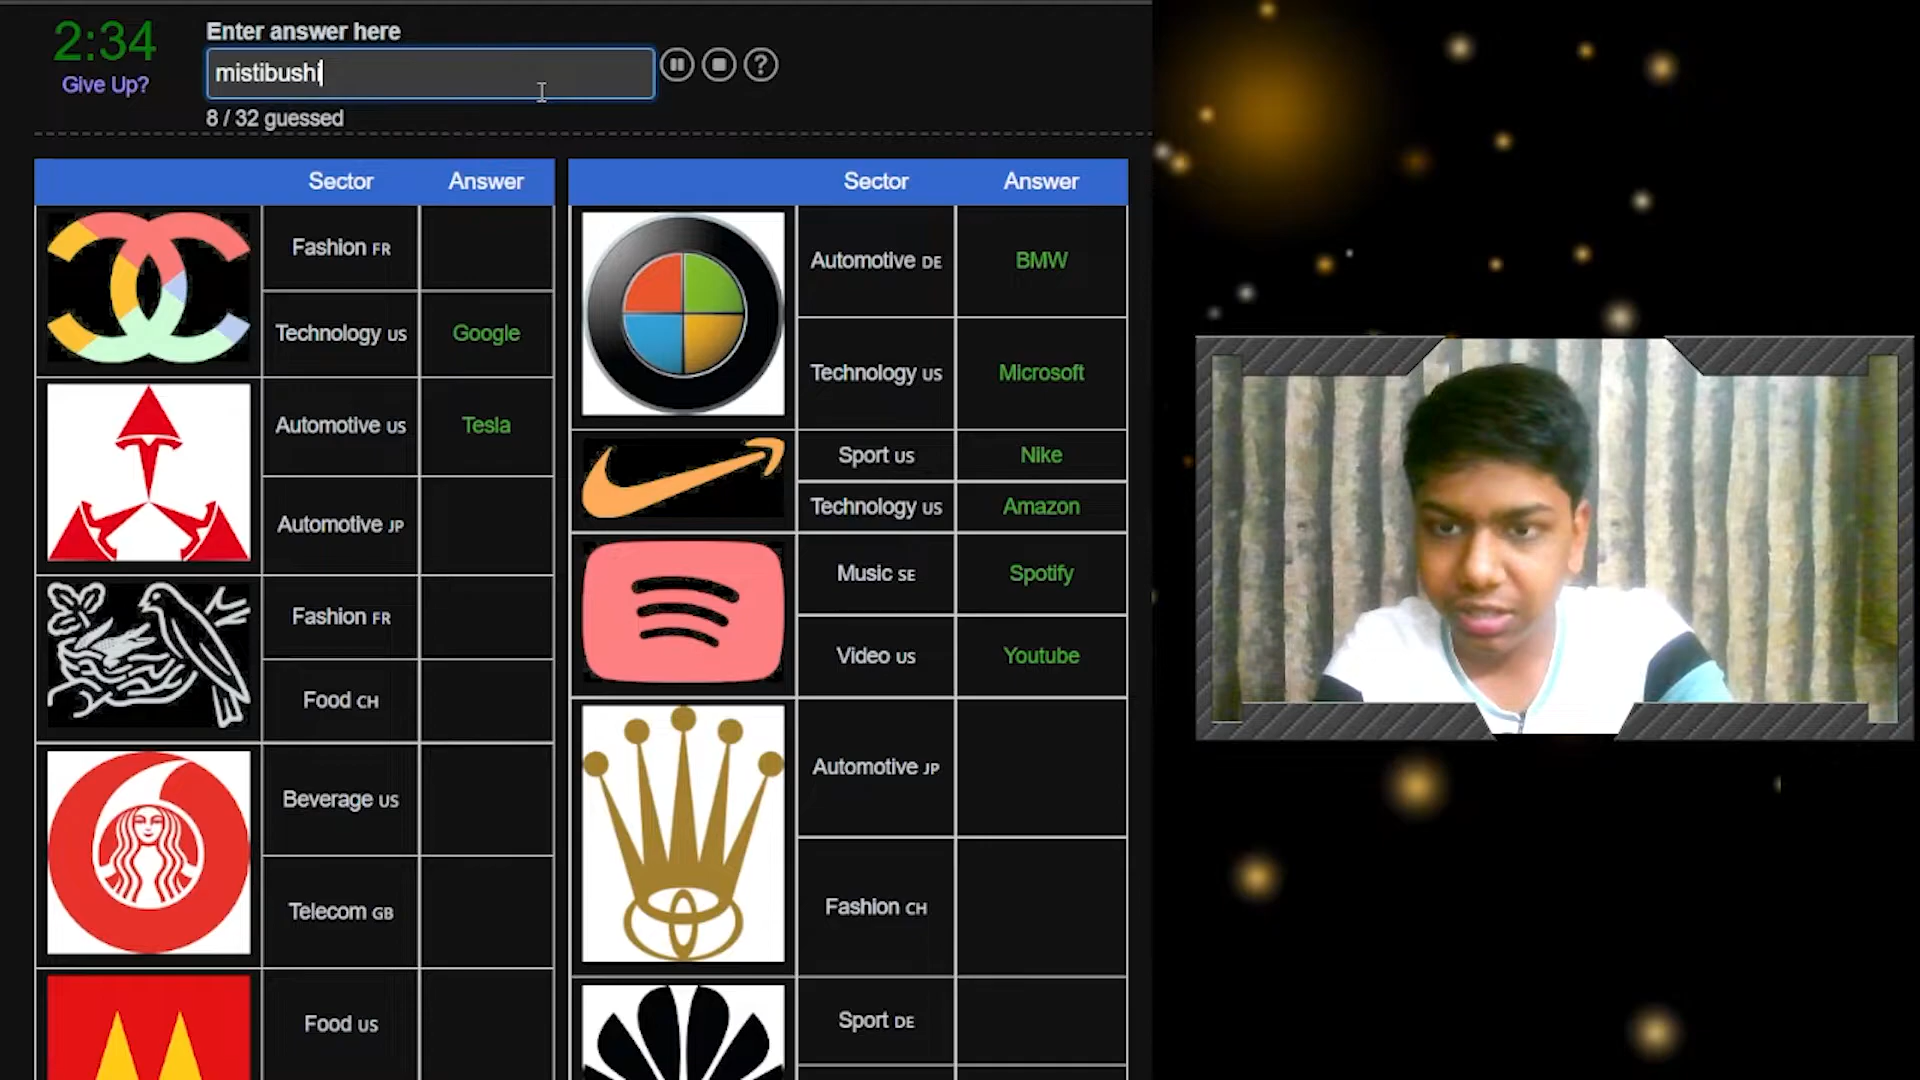 2:34
Give Up?
Enter answer here
mistibushi
8 / 32 guessed
Sector Answer
Fashion FR
Technology US Google
Automotive US Tesla
Automotive JP
Fashion FR
Food CH
Beverage US
Telecom GB
Food US
Sector Answer
Automotive DE BMW
Technology US Microsoft
Sport US Nike
Technology US Amazon
Music SE Spotify
Video US Youtube
Automotive JP
Fashion CH
Sport DE